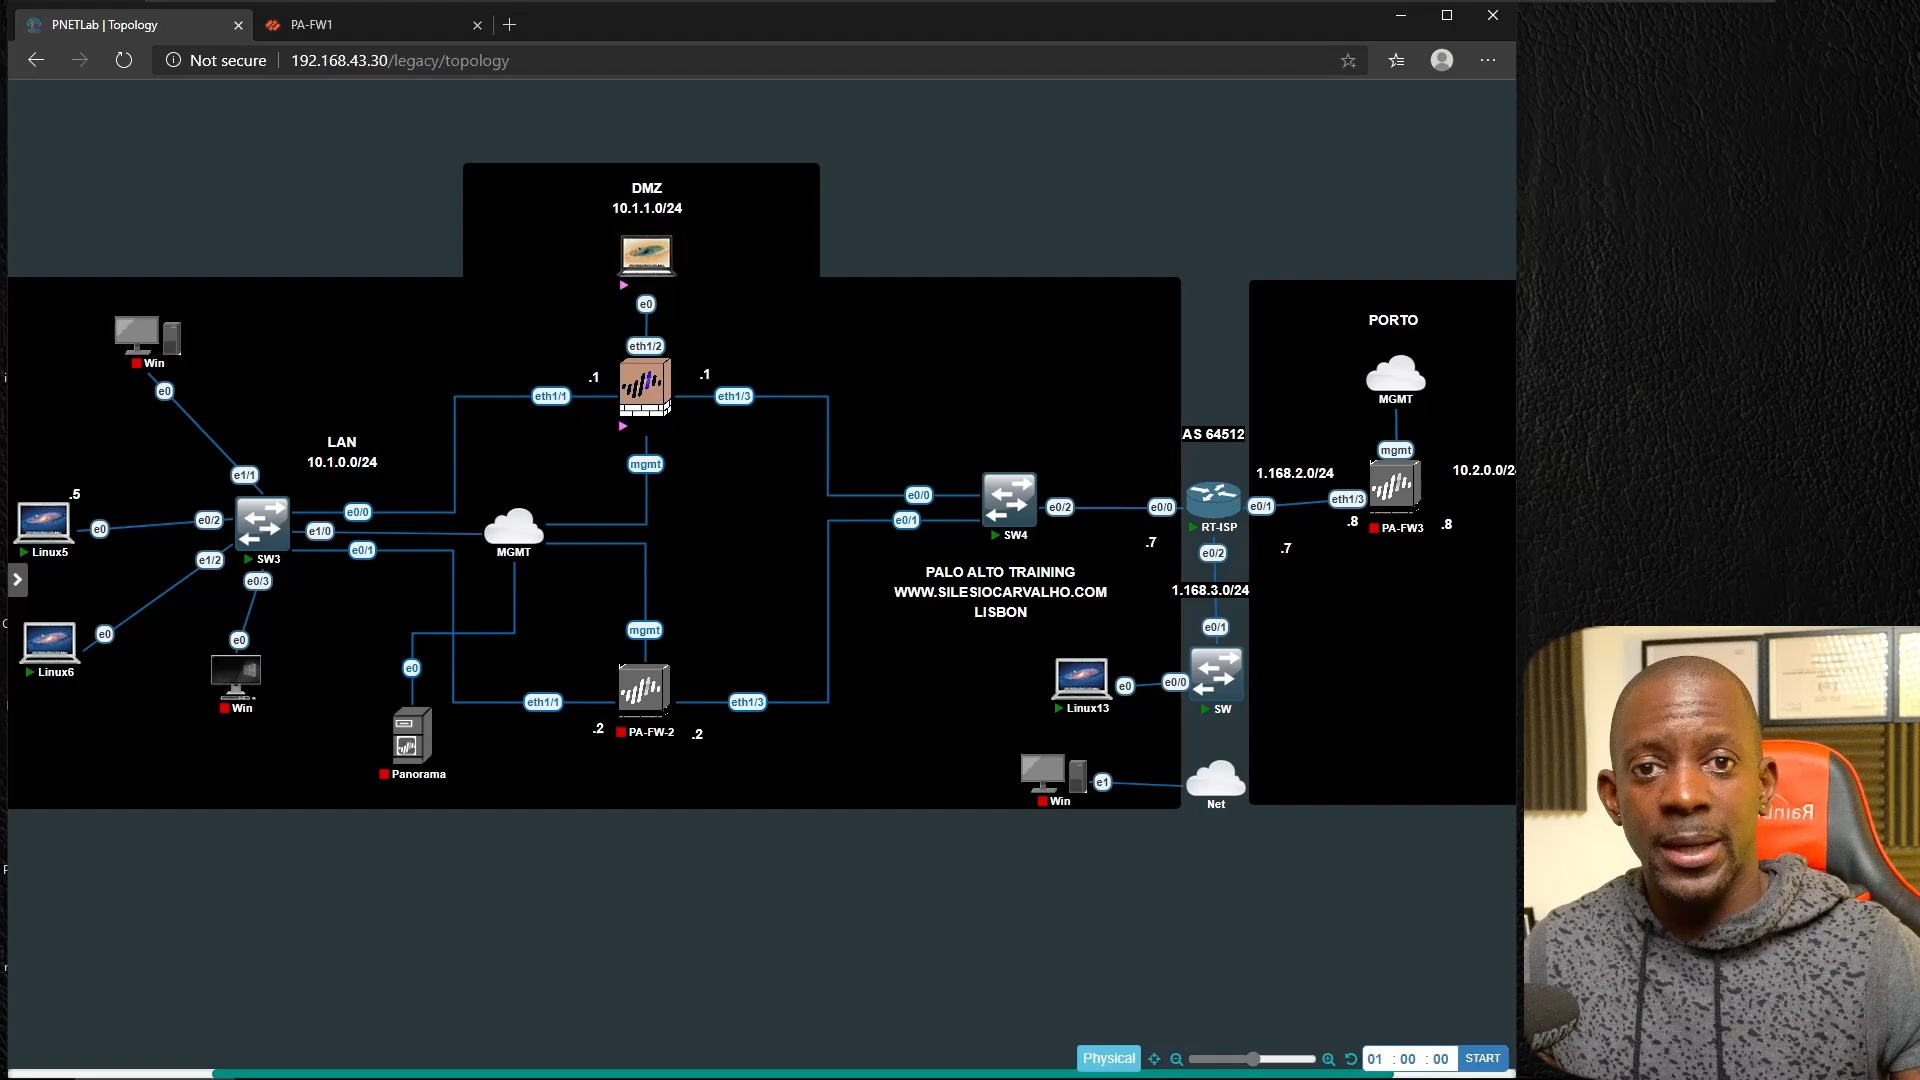 PNETLab | Topology
PA-FW1
Not secure
192.168.43.30/legacy/topology
DMZ
10.1.1.0/24
e0
eth1/2
.1
.1
eth1/1
eth1/3
mgmt
Win
e0
LAN
10.1.0.0/24
e1/1
.5
e0
e0/2
Linux5
e0/0
e1/0
e0/1
SW3
e1/2
e0/3
e0
Linux6
e0
Win
MGMT
e0
Panorama
mgmt
eth1/1
eth1/3
.2
PA-FW-2
.2
e0/0
e0/1
SW4
e0/2
e0/0
.7
PALO ALTO TRAINING
WWW.SILESIOCARVALHO.COM
LISBON
AS 64512
RT-ISP
e0/1
e0/2
.7
1.168.3.0/24
e0/1
Linux13
e0
e0/0
SW
Win
e1
Net
PORTO
MGMT
mgmt
1.168.2.0/24
10.2.0.0/24
eth1/3
.8
PA-FW3
.8
Physical
01 : 00 : 00
START